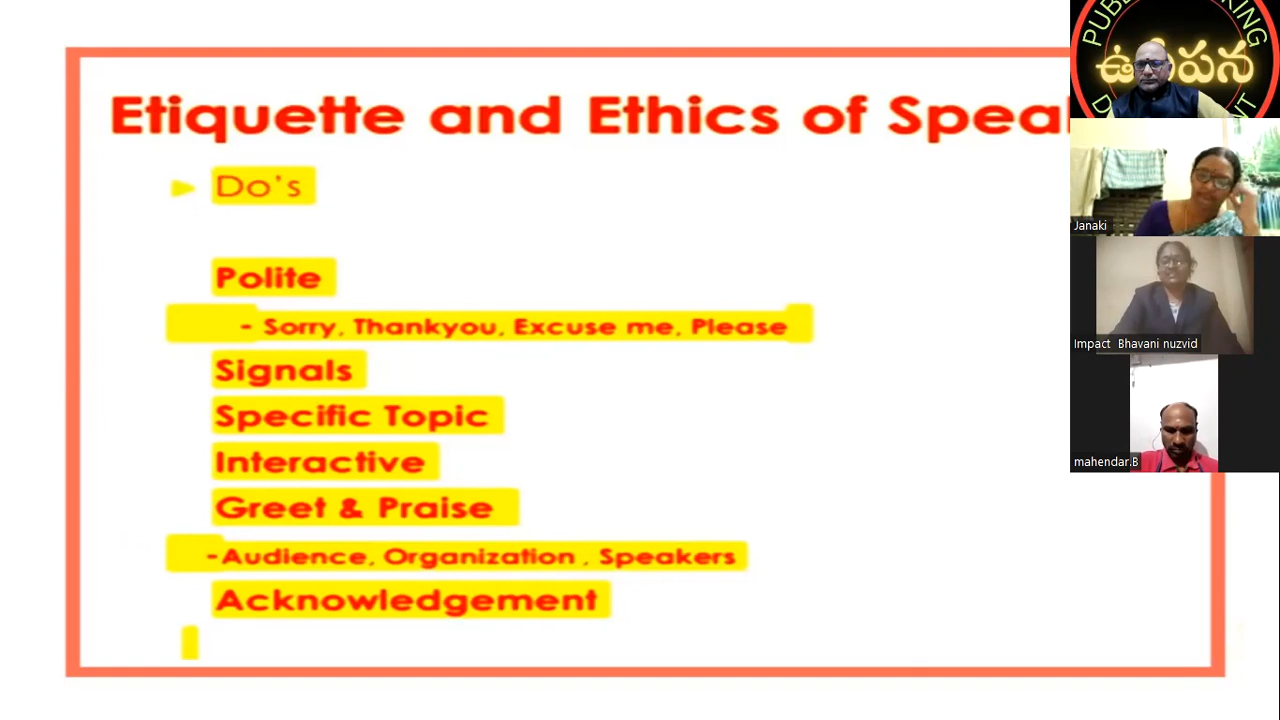 Etiquette and Ethics of Speak
Do's
Polite
- Sorry, Thankyou, Excuse me, Please
Signals
Specific Topic
Interactive
Greet & Praise
-Audience, Organization , Speakers
Acknowledgement
Janaki
Impact Bhavani nuzvid
mahendar.B